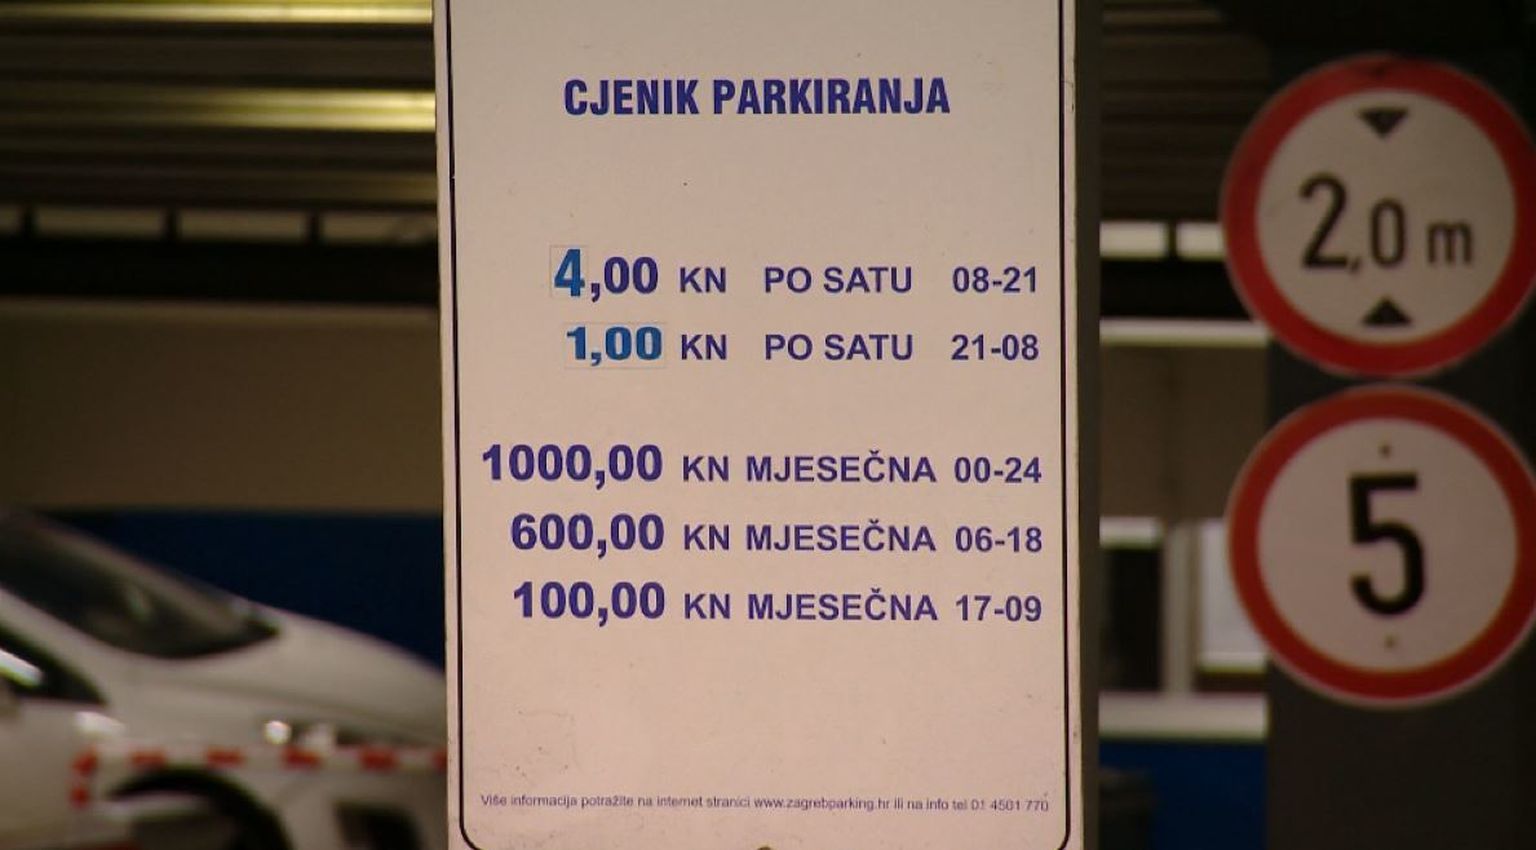 CJENIK PARKIRANJA
4,00 KN PO SATU 08-21
1,00 KN PO SATU 21-08
1000,00 KN MJESEČNA 00-24
600,00 KN MJESEČNA 06-18
100,00 KN MJESEČNA 17-09
Više informacija potražite na internet stranici www.zagrebparking.hr ili na info tel 01 4501 770
2,0 m
5